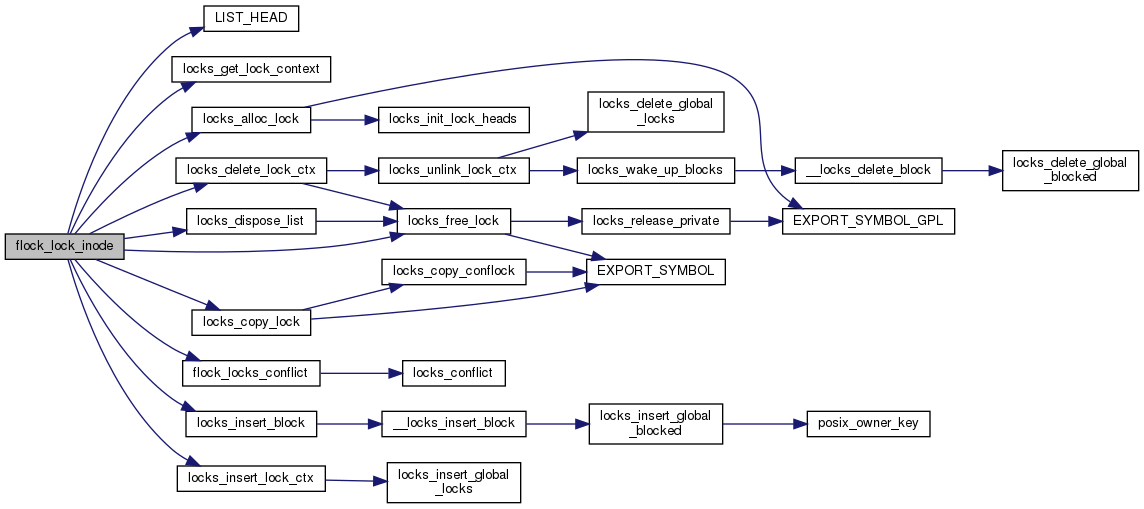 LIST_HEAD
locks_get_lock_context
locks_delete_global
_locks
locks_alloc_lock
locks_init_lock_heads
locks_delete_lock_ctx
locks_unlink_lock_ctx
locks_wake_up_blocks
__locks_delete_block
locks_delete_global
_blocked
locks_dispose_list
locks_free_lock
locks_release_private
EXPORT_SYMBOL_GPL
flock_lock_inode
locks_copy_conflock
EXPORT_SYMBOL
locks_copy_lock
flock_locks_conflict
locks_conflict
locks_insert_block
__locks_insert_block
locks_insert_global
_blocked
posix_owner_key
locks_insert_lock_ctx
locks_insert_global
_locks